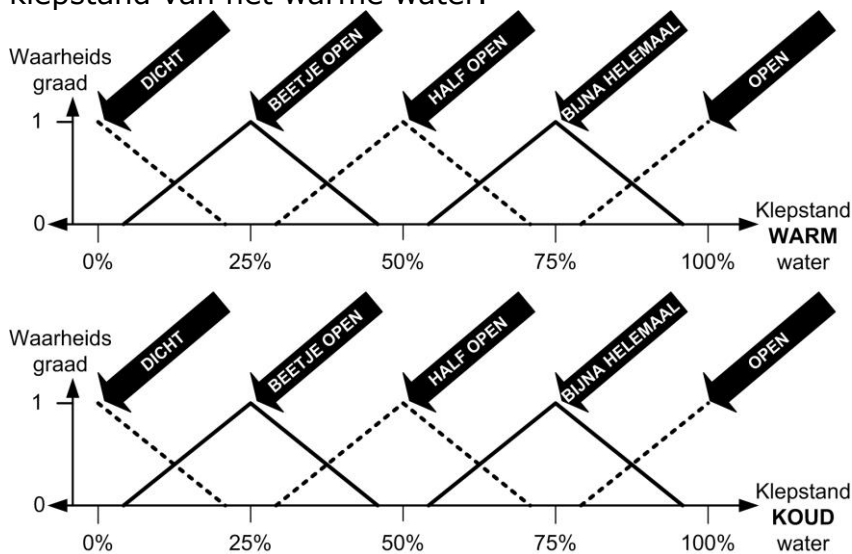 klepstand van het warme water.
Waarheids
graad
DICHT
BEETJE OPEN
HALF OPEN
BIJNA HELEMAAL
OPEN
1
0
Klepstand
WARM
water
0% 25% 50% 75% 100%
Waarheids
graad
DICHT
BEETJE OPEN
HALF OPEN
BIJNA HELEMAAL
OPEN
1
0
Klepstand
KOUD
water
0% 25% 50% 75% 100%